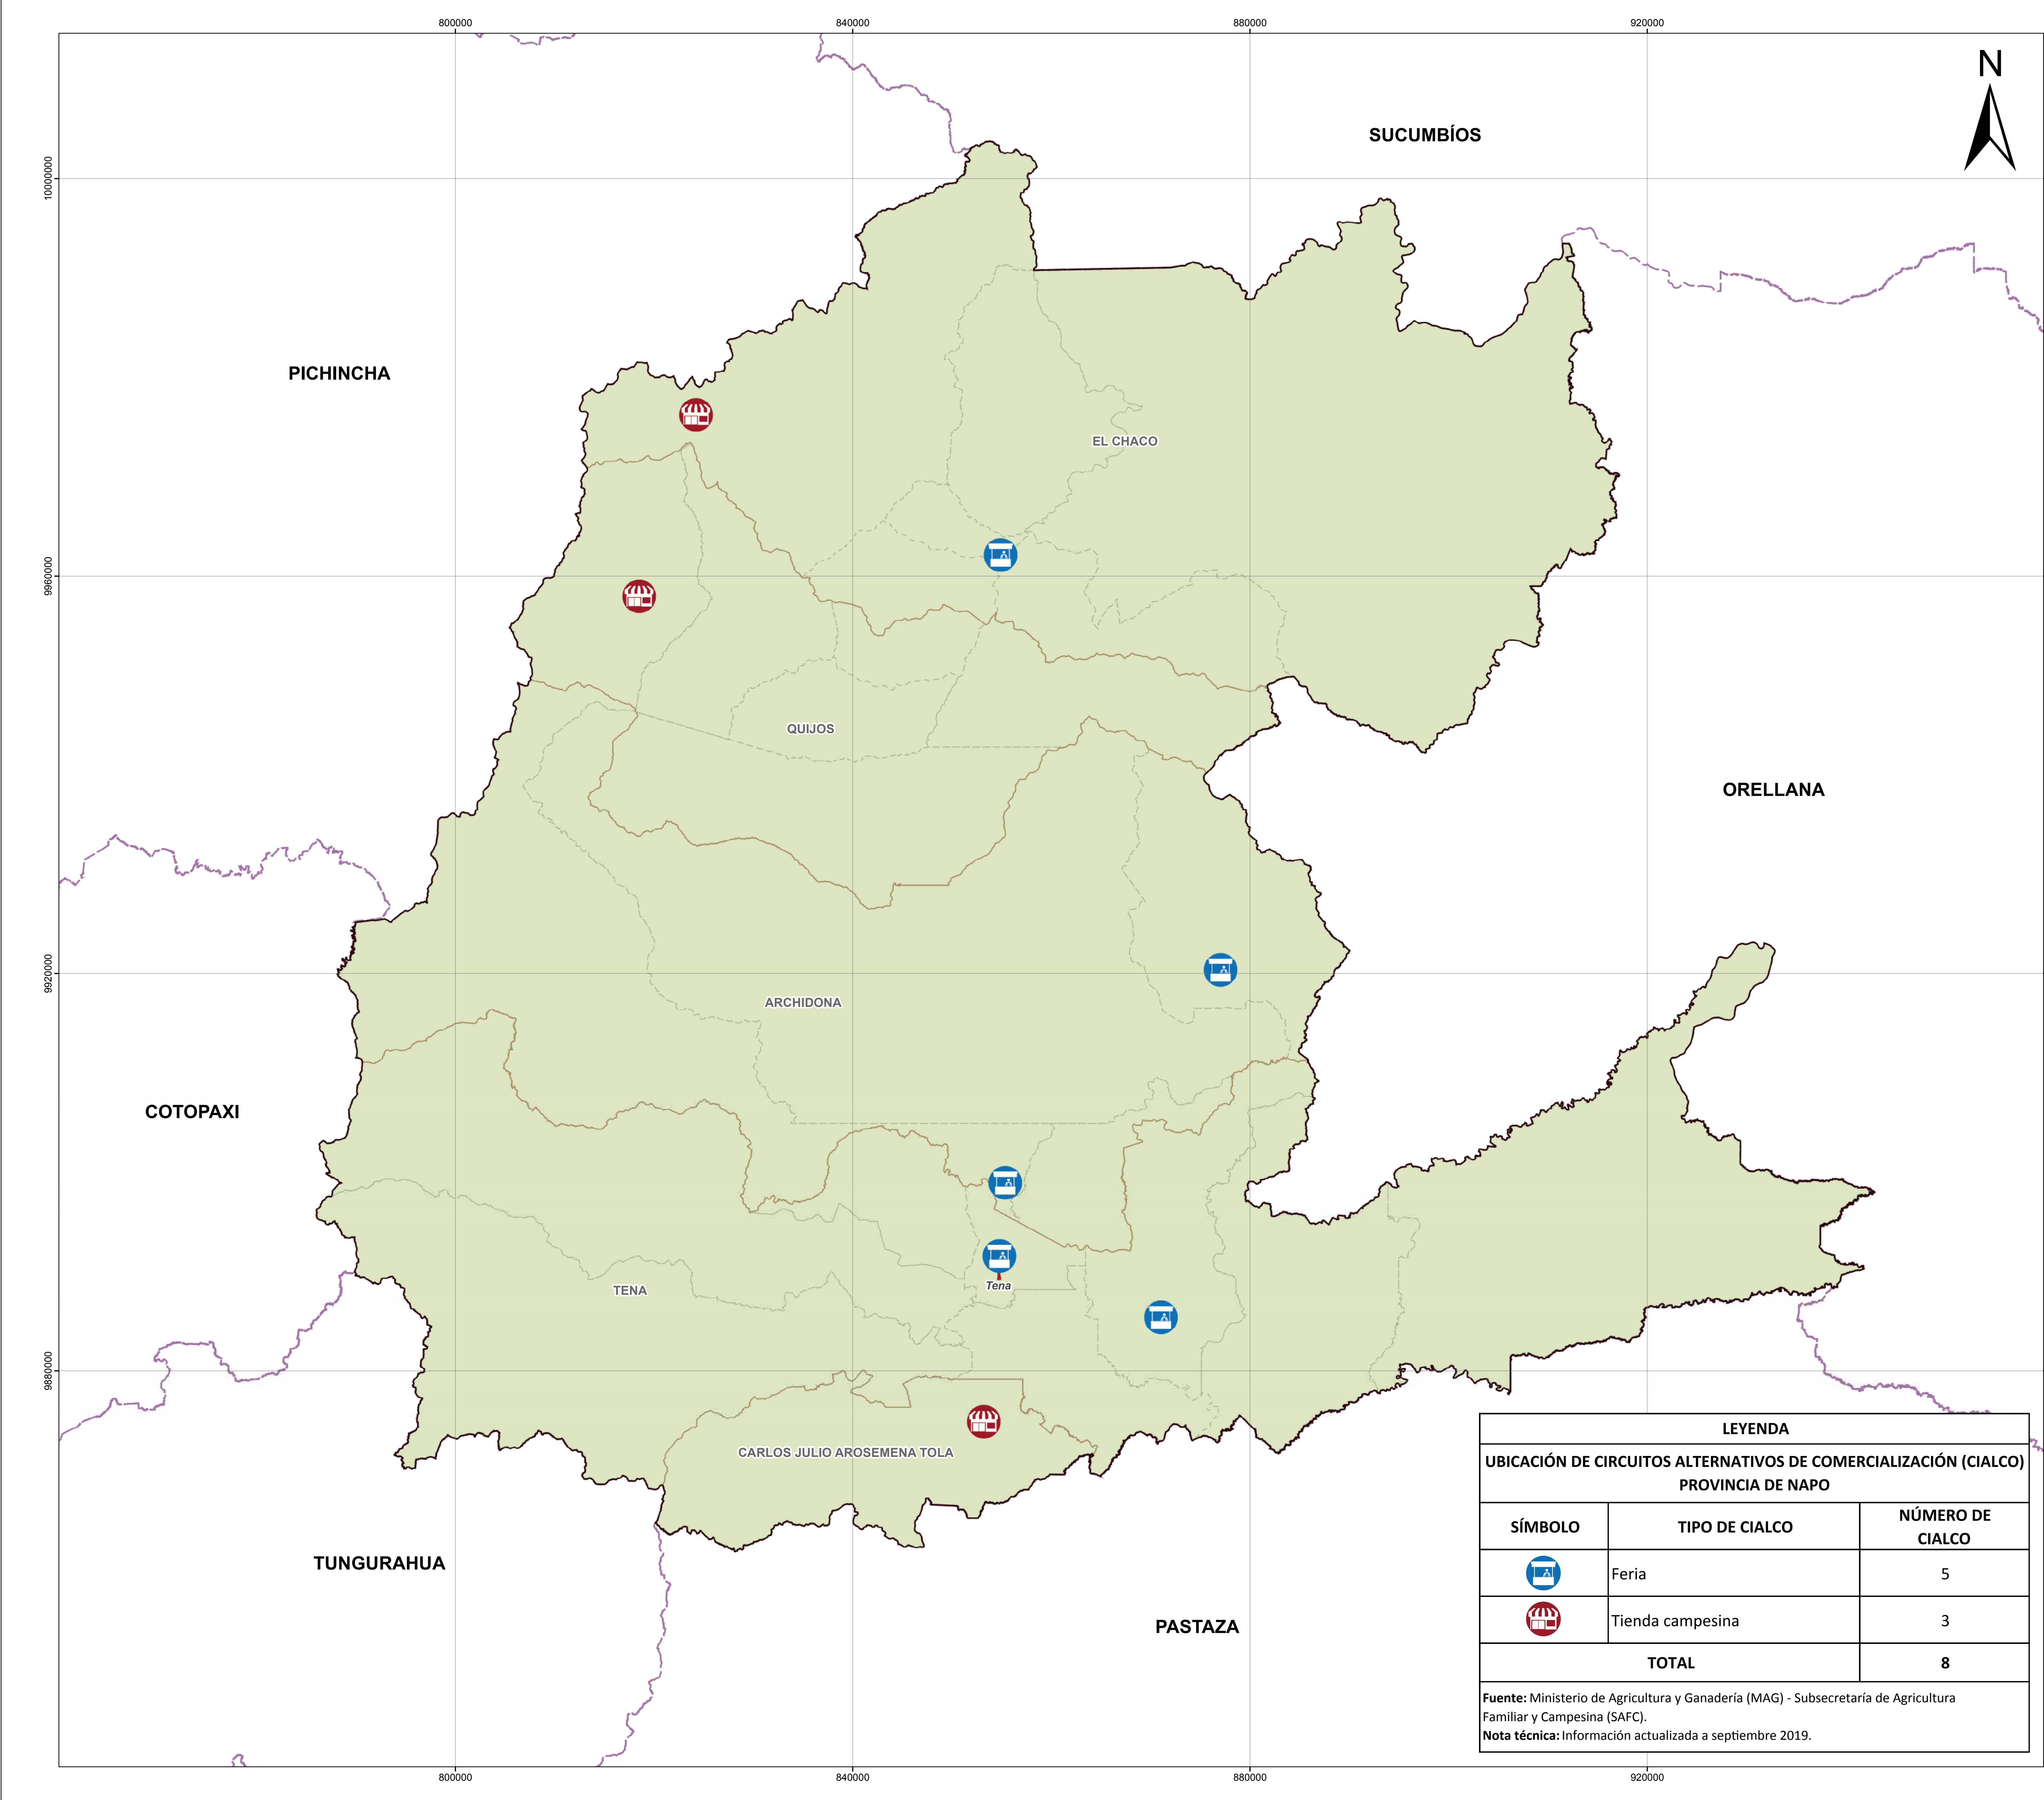 800000
840000
880000
920000
N
SUCUMBÍOS
10000000
PICHINCHA
EL CHACO
9960000
QUIJOS
ORELLANA
9920000
ARCHIDONA
COTOPAXI
Tena
TENA
9880000
CARLOS JULIO AROSEMENA TOLA
TUNGURAHUA
PASTAZA
LEYENDA
UBICACIÓN DE CIRCUITOS ALTERNATIVOS DE COMERCIALIZACIÓN (CIALCO)
PROVINCIA DE NAPO
SÍMBOLO TIPO DE CIALCO NÚMERO DE
CIALCO
Feria 5
Tienda campesina 3
TOTAL 8
Fuente: Ministerio de Agricultura y Ganadería (MAG) - Subsecretaría de Agricultura
Familiar y Campesina (SAFC).
Nota técnica: Información actualizada a septiembre 2019.
800000
840000
880000
920000